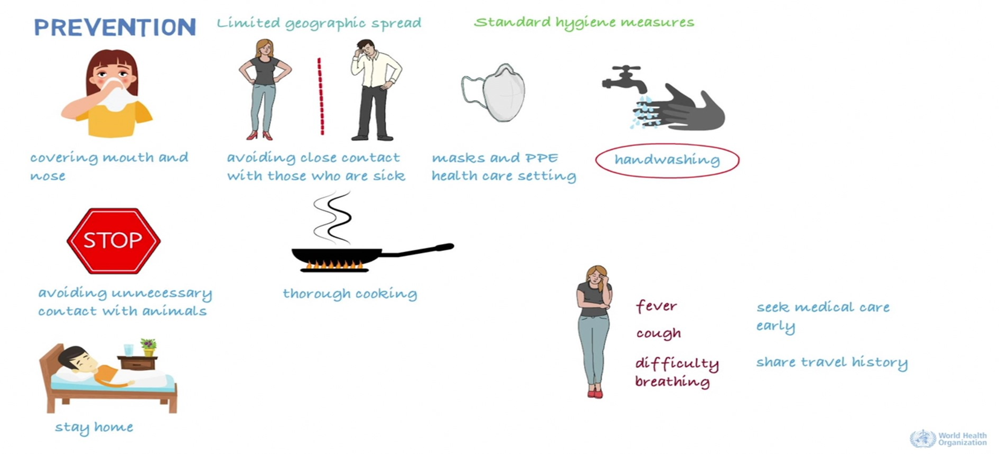 PREVENTION
Limited geographic spread
Standard hygiene measures
covering mouth and
nose
avoiding close contact
with those who are sick
masks and PPE
health care setting
handwashing
STOP
avoiding unnecessary
contact with animals
thorough cooking
stay home
fever
cough
difficulty
breathing
seek medical care
early
share travel history
World Health
Organization